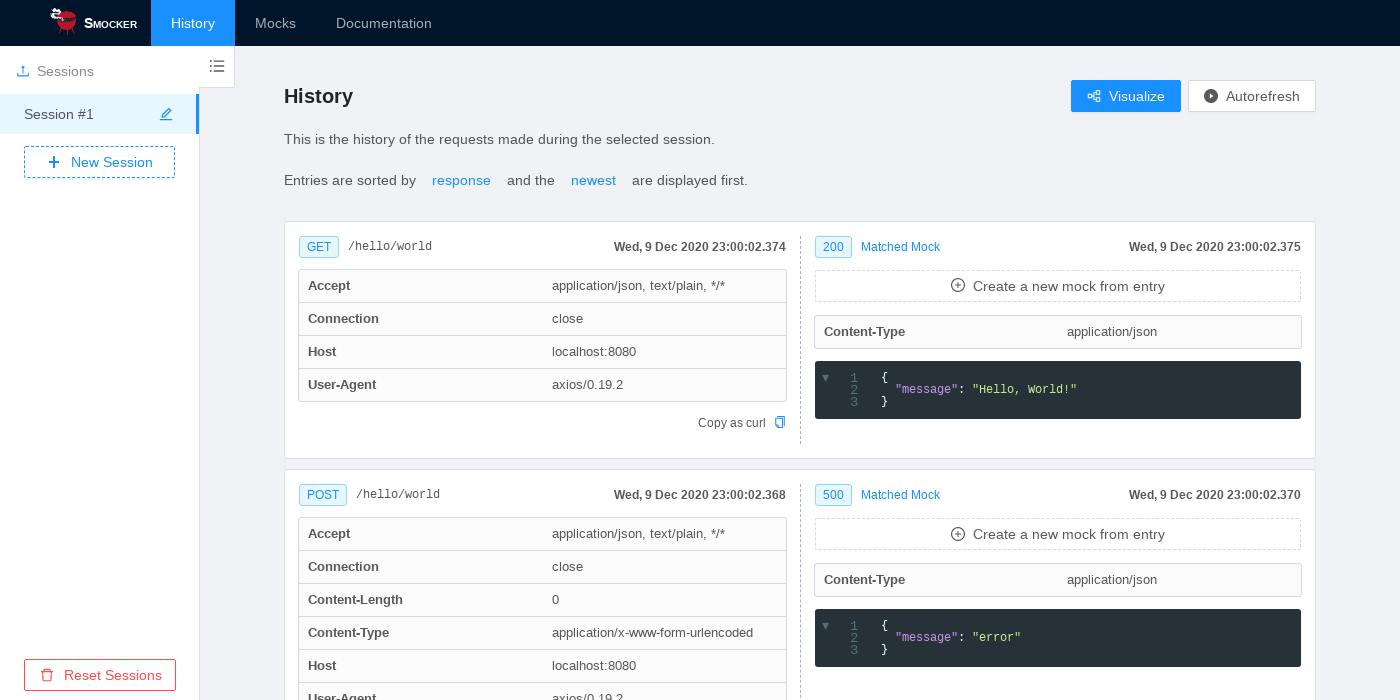 Smocker History Mocks Documentation
Sessions
Session #1
New Session
Reset Sessions
History
Visualize Autorefresh
This is the history of the requests made during the selected session.
Entries are sorted by response and the newest are displayed first.
GET /hello/world Wed, 9 Dec 2020 23:00:02.374
Accept application/json, text/plain, */*
Connection close
Host localhost:8080
User-Agent axios/0.19.2
Copy as curl
200 Matched Mock Wed, 9 Dec 2020 23:00:02.375
Create a new mock from entry
Content-Type application/json
1 {
2 "message": "Hello, World!"
3 }
POST /hello/world Wed, 9 Dec 2020 23:00:02.368
Accept application/json, text/plain, */*
Connection close
Content-Length 0
Content-Type application/x-www-form-urlencoded
Host localhost:8080
User-Agent axios/0.19.2
500 Matched Mock Wed, 9 Dec 2020 23:00:02.370
Create a new mock from entry
Content-Type application/json
1 {
2 "message": "error"
3 }